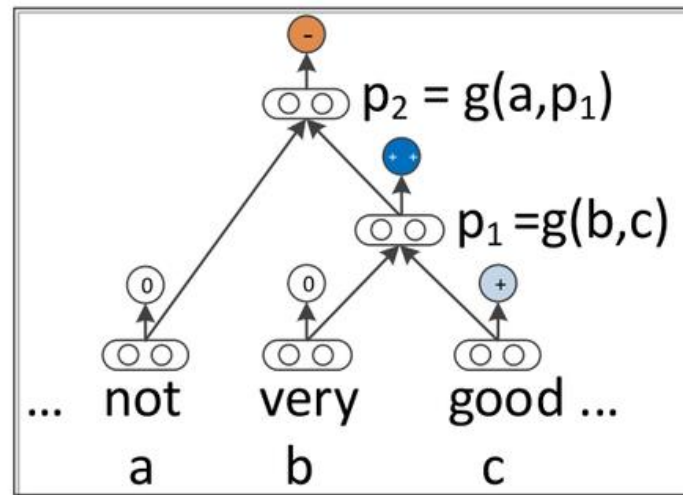 -
p₂ = g(a,p₁)
+ +
p₁ =g(b,c)
0 0 +
... not very good ...
a b c